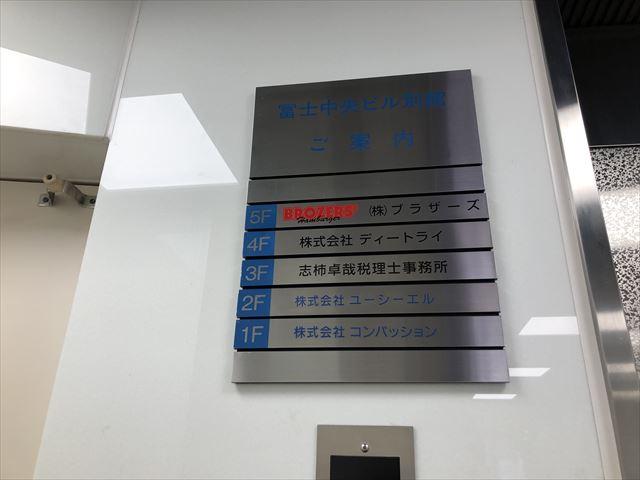 富士中央ビル別館
ご案内
5F BROZERS' Hamburger (株)ブラザーズ
4F 株式会社 ディートライ
3F 志柿卓哉税理士事務所
2F 株式会社 ユーシーエル
1F 株式会社 コンパッション